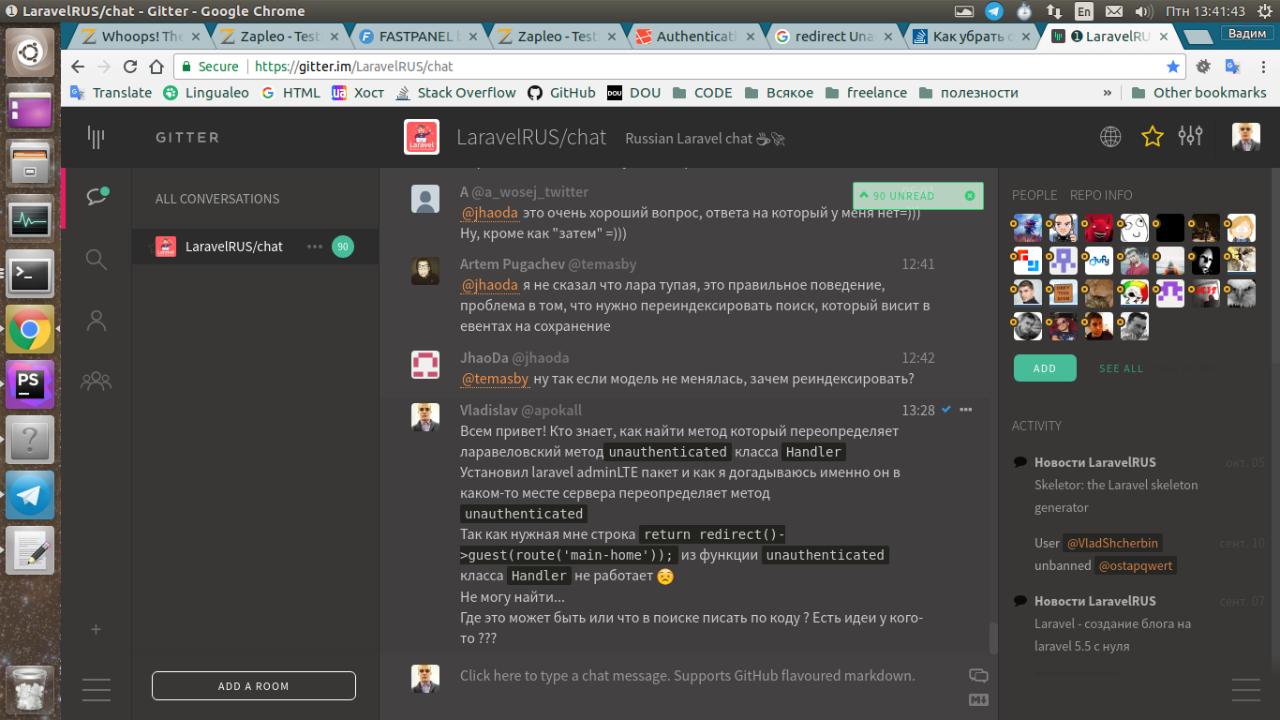 LaravelRUS/chat - Gitter - Google Chrome
En
Птн 13:41:43
Whoops! The
Zapleo - Test
FASTPANEL
Zapleo - Test
Authenticati
redirect Una
Как убрать
LaravelRU
Вадим
Secure
https://gitter.im/LaravelRUS/chat
Translate
Lingualeo
HTML
Хост
Stack Overflow
GitHub
DOU
CODE
Всякое
freelance
полезности
»
Other bookmarks
GITTER
LaravelRUS/chat
Russian Laravel chat
ALL CONVERSATIONS
LaravelRUS/chat
90
90 UNREAD
A @a_wosej_twitter
@jhaoda это очень хороший вопрос, ответа на который у меня нет=)))
Ну, кроме как "затем" =)))
Artem Pugachev @temasby
12:41
@jhaoda я не сказал что лара тупая, это правильное поведение,
проблема в том, что нужно переиндексировать поиск, который висит в
евентах на сохранение
JhaoDa @jhaoda
12:42
@temasby ну так если модель не менялась, зачем реиндексировать?
Vladislav @apokall
13:28
Всем привет! Кто знает, как найти метод который переопределяет
ларавеловский метод unauthenticated класса Handler
Установил laravel adminLTE пакет и как я догадываюсь именно он в
каком-то месте сервера переопределяет метод
unauthenticated
Так как нужная мне строка return redirect()-
>guest(route('main-home')); из функции unauthenticated
класса Handler не работает 😟
Не могу найти...
Где это может быть или что в поиске писать по коду ? Есть идеи у кого-
то ???
Click here to type a chat message. Supports GitHub flavoured markdown.
ADD A ROOM
PEOPLE
REPO INFO
ADD
SEE ALL
ACTIVITY
Новости LaravelRUS
окт. 05
Skeletor: the Laravel skeleton
generator
User @VladShcherbin
сент. 10
unbanned @ostapqwert
Новости LaravelRUS
сент. 07
Laravel - создание блога на
laravel 5.5 с нуля
PS